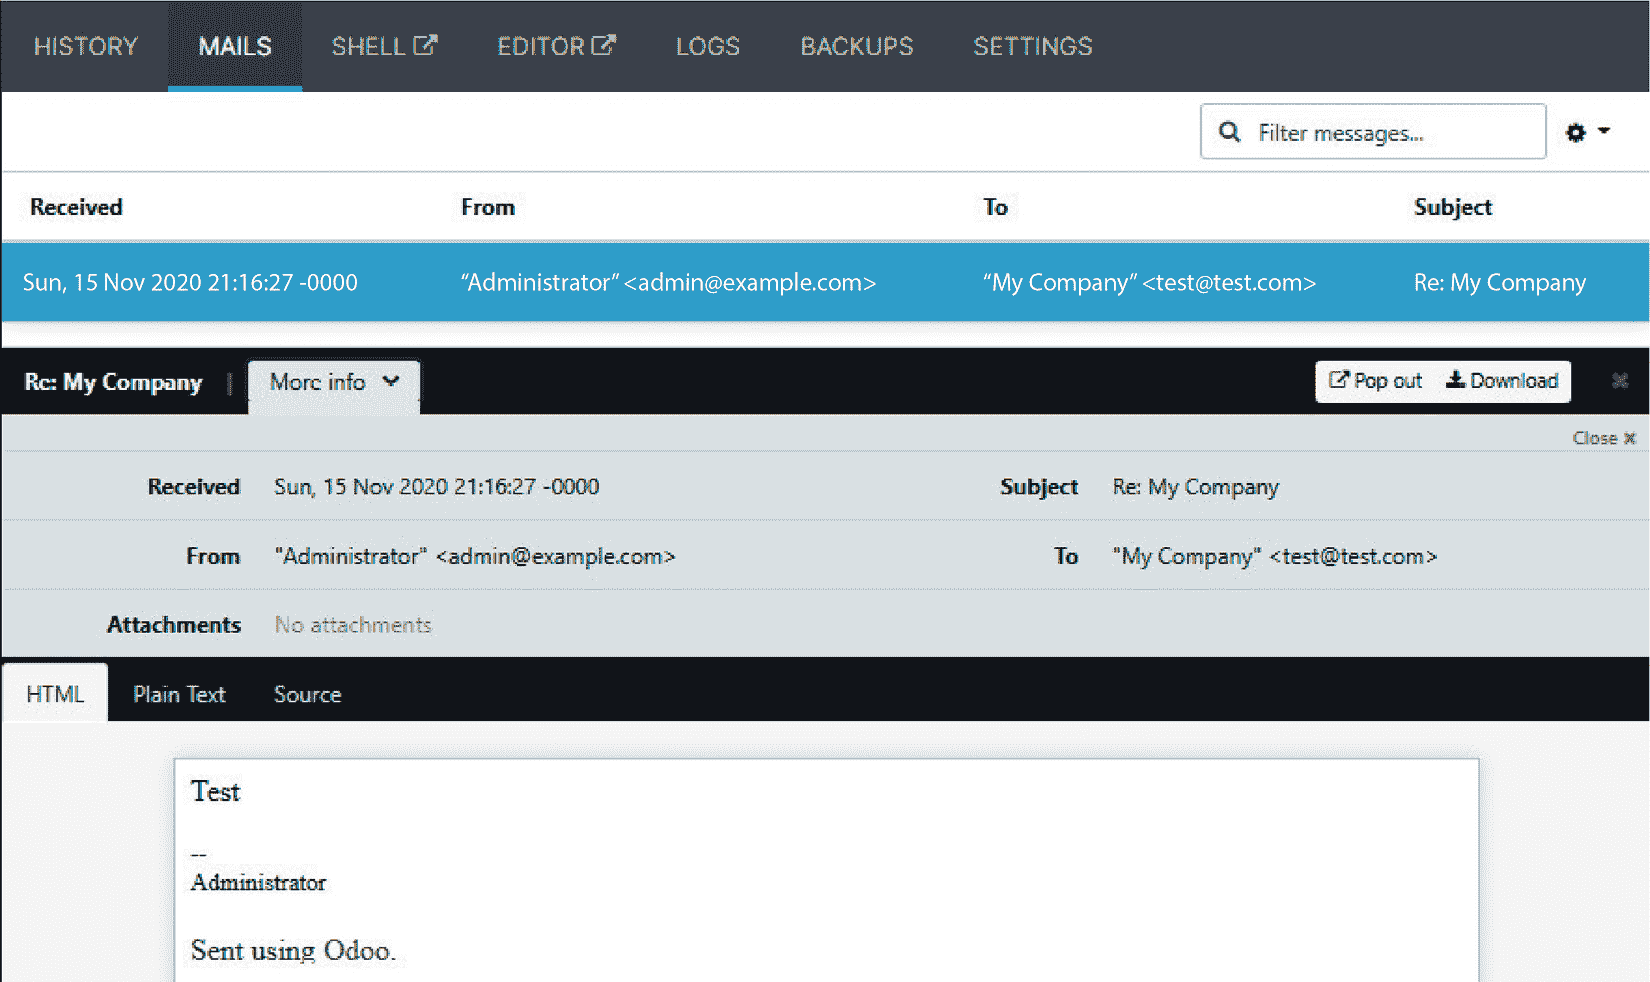 HISTORY MAILS SHELL EDITOR LOGS BACKUPS SETTINGS
Filter messages...
Received From To Subject
Sun, 15 Nov 2020 21:16:27 -0000 “Administrator” <admin@example.com> “My Company” <test@test.com> Re: My Company
Re: My Company | More info Pop out Download
Close ×
Received Sun, 15 Nov 2020 21:16:27 -0000 Subject Re: My Company
From "Administrator" <admin@example.com> To "My Company" <test@test.com>
Attachments No attachments
HTML Plain Text Source
Test
--
Administrator
Sent using Odoo.